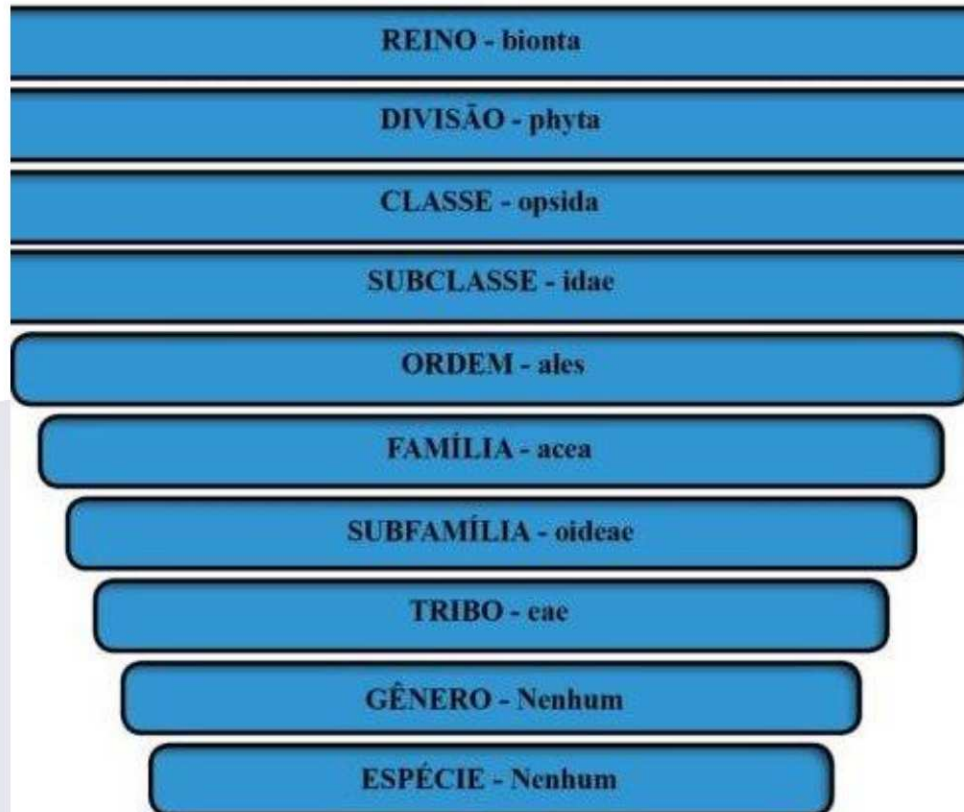 REINO - bionta
DIVISÃO - phyta
CLASSE - opsida
SUBCLASSE - idae
ORDEM - ales
FAMÍLIA - acea
SUBFAMÍLIA - oideae
TRIBO - eae
GÊNERO - Nenhum
ESPÉCIE - Nenhum